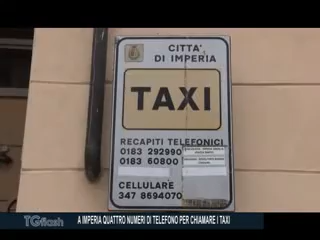 CITTA'
DI IMPERIA
TAXI
RECAPITI TELEFONICI
0183 292990
0183 60800
CELLULARE
347 8694070
TGflash
A IMPERIA QUATTRO NUMERI DI TELEFONO PER CHIAMARE I TAXI